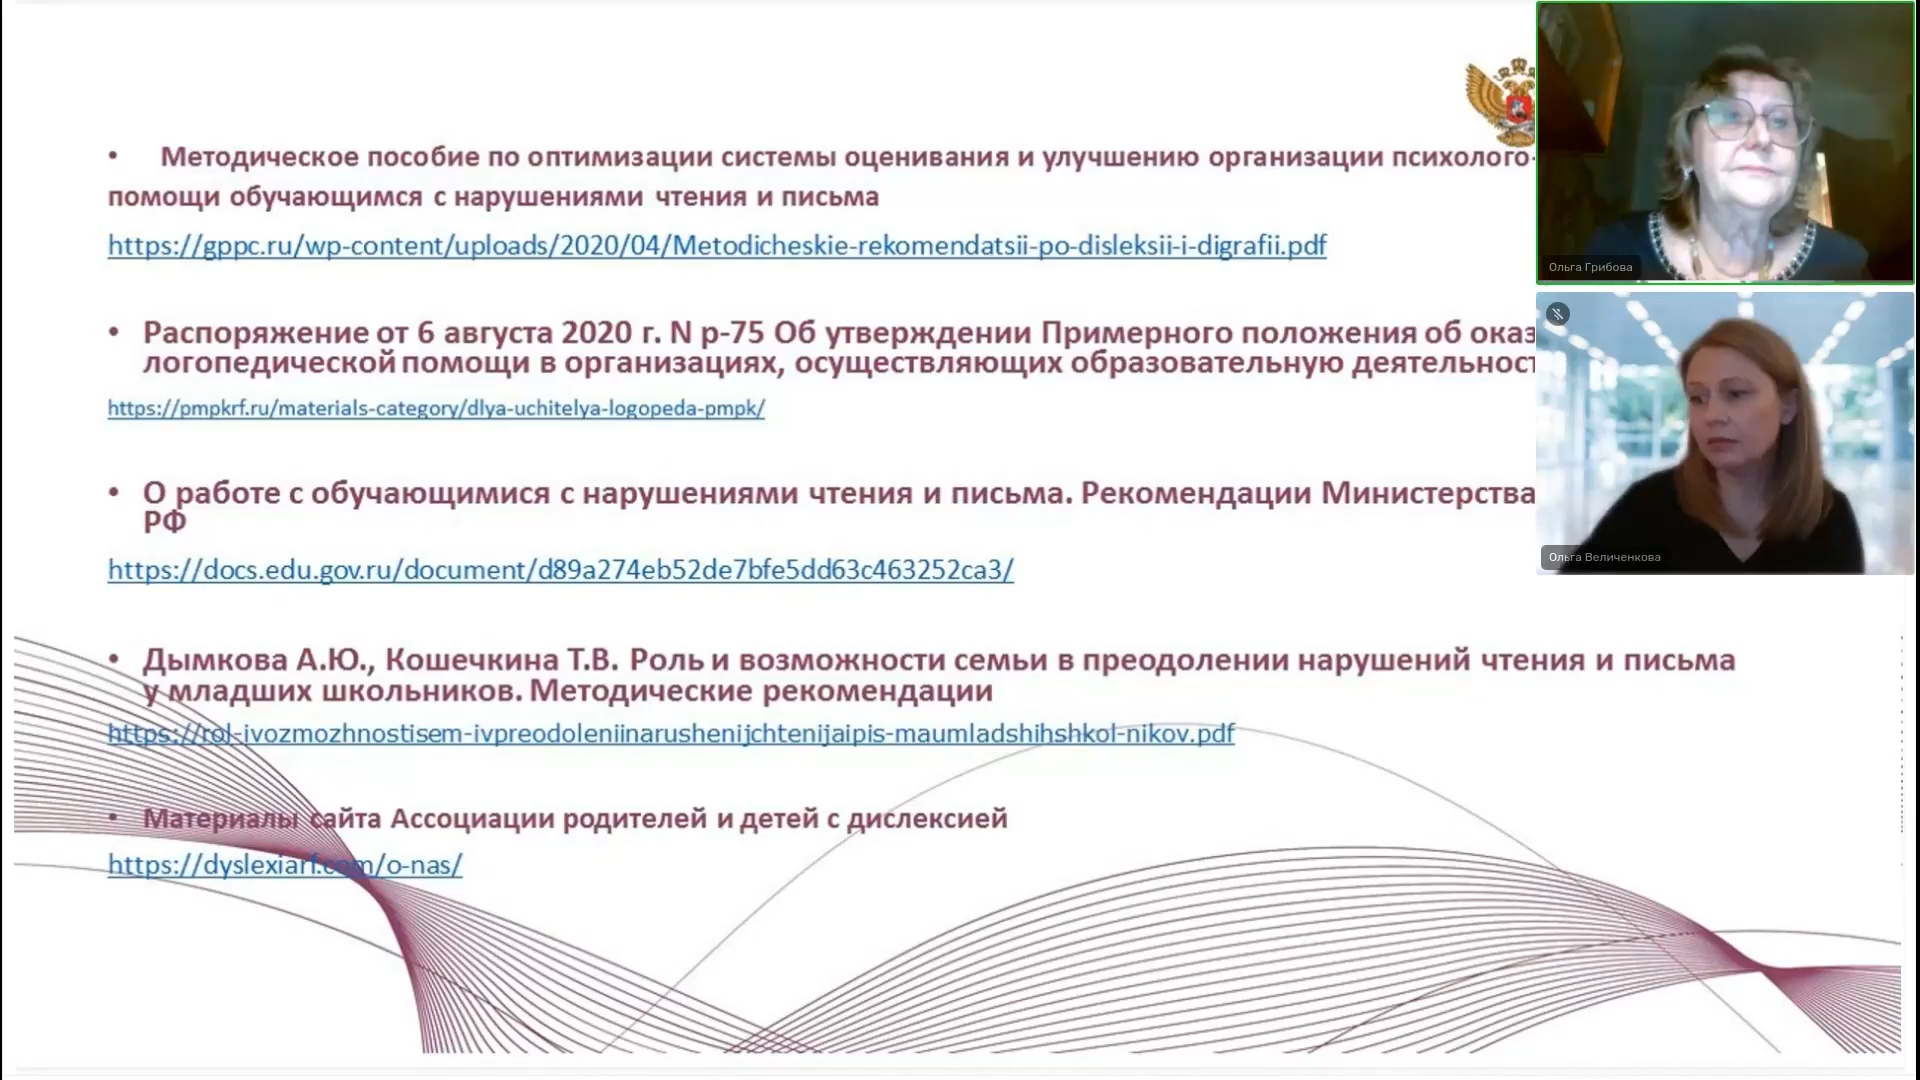 • Методическое пособие по оптимизации системы оценивания и улучшению организации психолого-
помощи обучающимся с нарушениями чтения и письма
https://gppc.ru/wp-content/uploads/2020/04/Metodicheskie-rekomendatsii-po-disleksii-i-digrafii.pdf
• Распоряжение от 6 августа 2020 г. N р-75 Об утверждении Примерного положения об оказ
логопедической помощи в организациях, осуществляющих образовательную деятельност
https://pmpkrf.ru/materials-category/dlya-uchitelya-logopeda-pmpk/
• О работе с обучающимися с нарушениями чтения и письма. Рекомендации Министерства
РФ
https://docs.edu.gov.ru/document/d89a274eb52de7bfe5dd63c463252ca3/
• Дымкова А.Ю., Кошечкина Т.В. Роль и возможности семьи в преодолении нарушений чтения и письма
у младших школьников. Методические рекомендации
https://rol-ivozmozhnostisem-ivpreodoleniinarushenijchtenijaipis-maumladshihshkol-nikov.pdf
• Материалы сайта Ассоциации родителей и детей с дислексией
https://dyslexiarf.com/o-nas/
Ольга Грибова
Ольга Величенкова